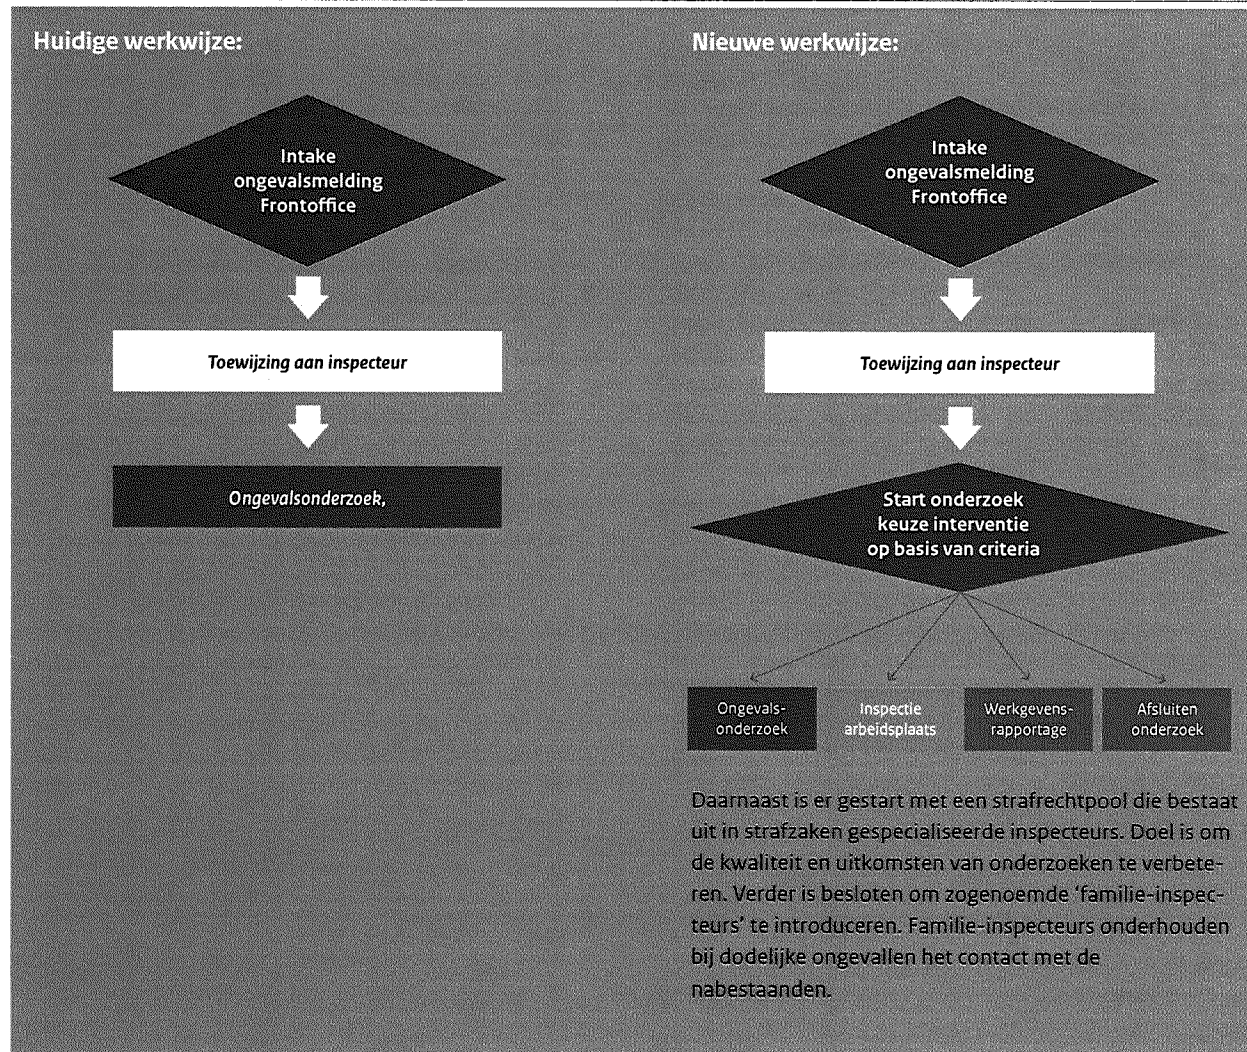 Huidige werkwijze:
Intake
ongevalsmelding
Frontoffice
Toewijzing aan inspecteur
Ongevalsonderzoek,
Nieuwe werkwijze:
Intake
ongevalsmelding
Frontoffice
Toewijzing aan inspecteur
Start onderzoek
keuze interventie
op basis van criteria
Ongevals-
onderzoek
Inspectie
arbeidsplaats
Werkgevens-
rapportage
Afsluiten
onderzoek
Daarnaast is er gestart met een strafrechtpool die bestaat
uit in strafzaken gespecialiseerde inspecteurs. Doel is om
de kwaliteit en uitkomsten van onderzoeken te verbete-
ren. Verder is besloten om zogenoemde ‘familie-inspec-
teurs’ te introduceren. Familie-inspecteurs onderhouden
bij dodelijke ongevallen het contact met de
nabestaanden.